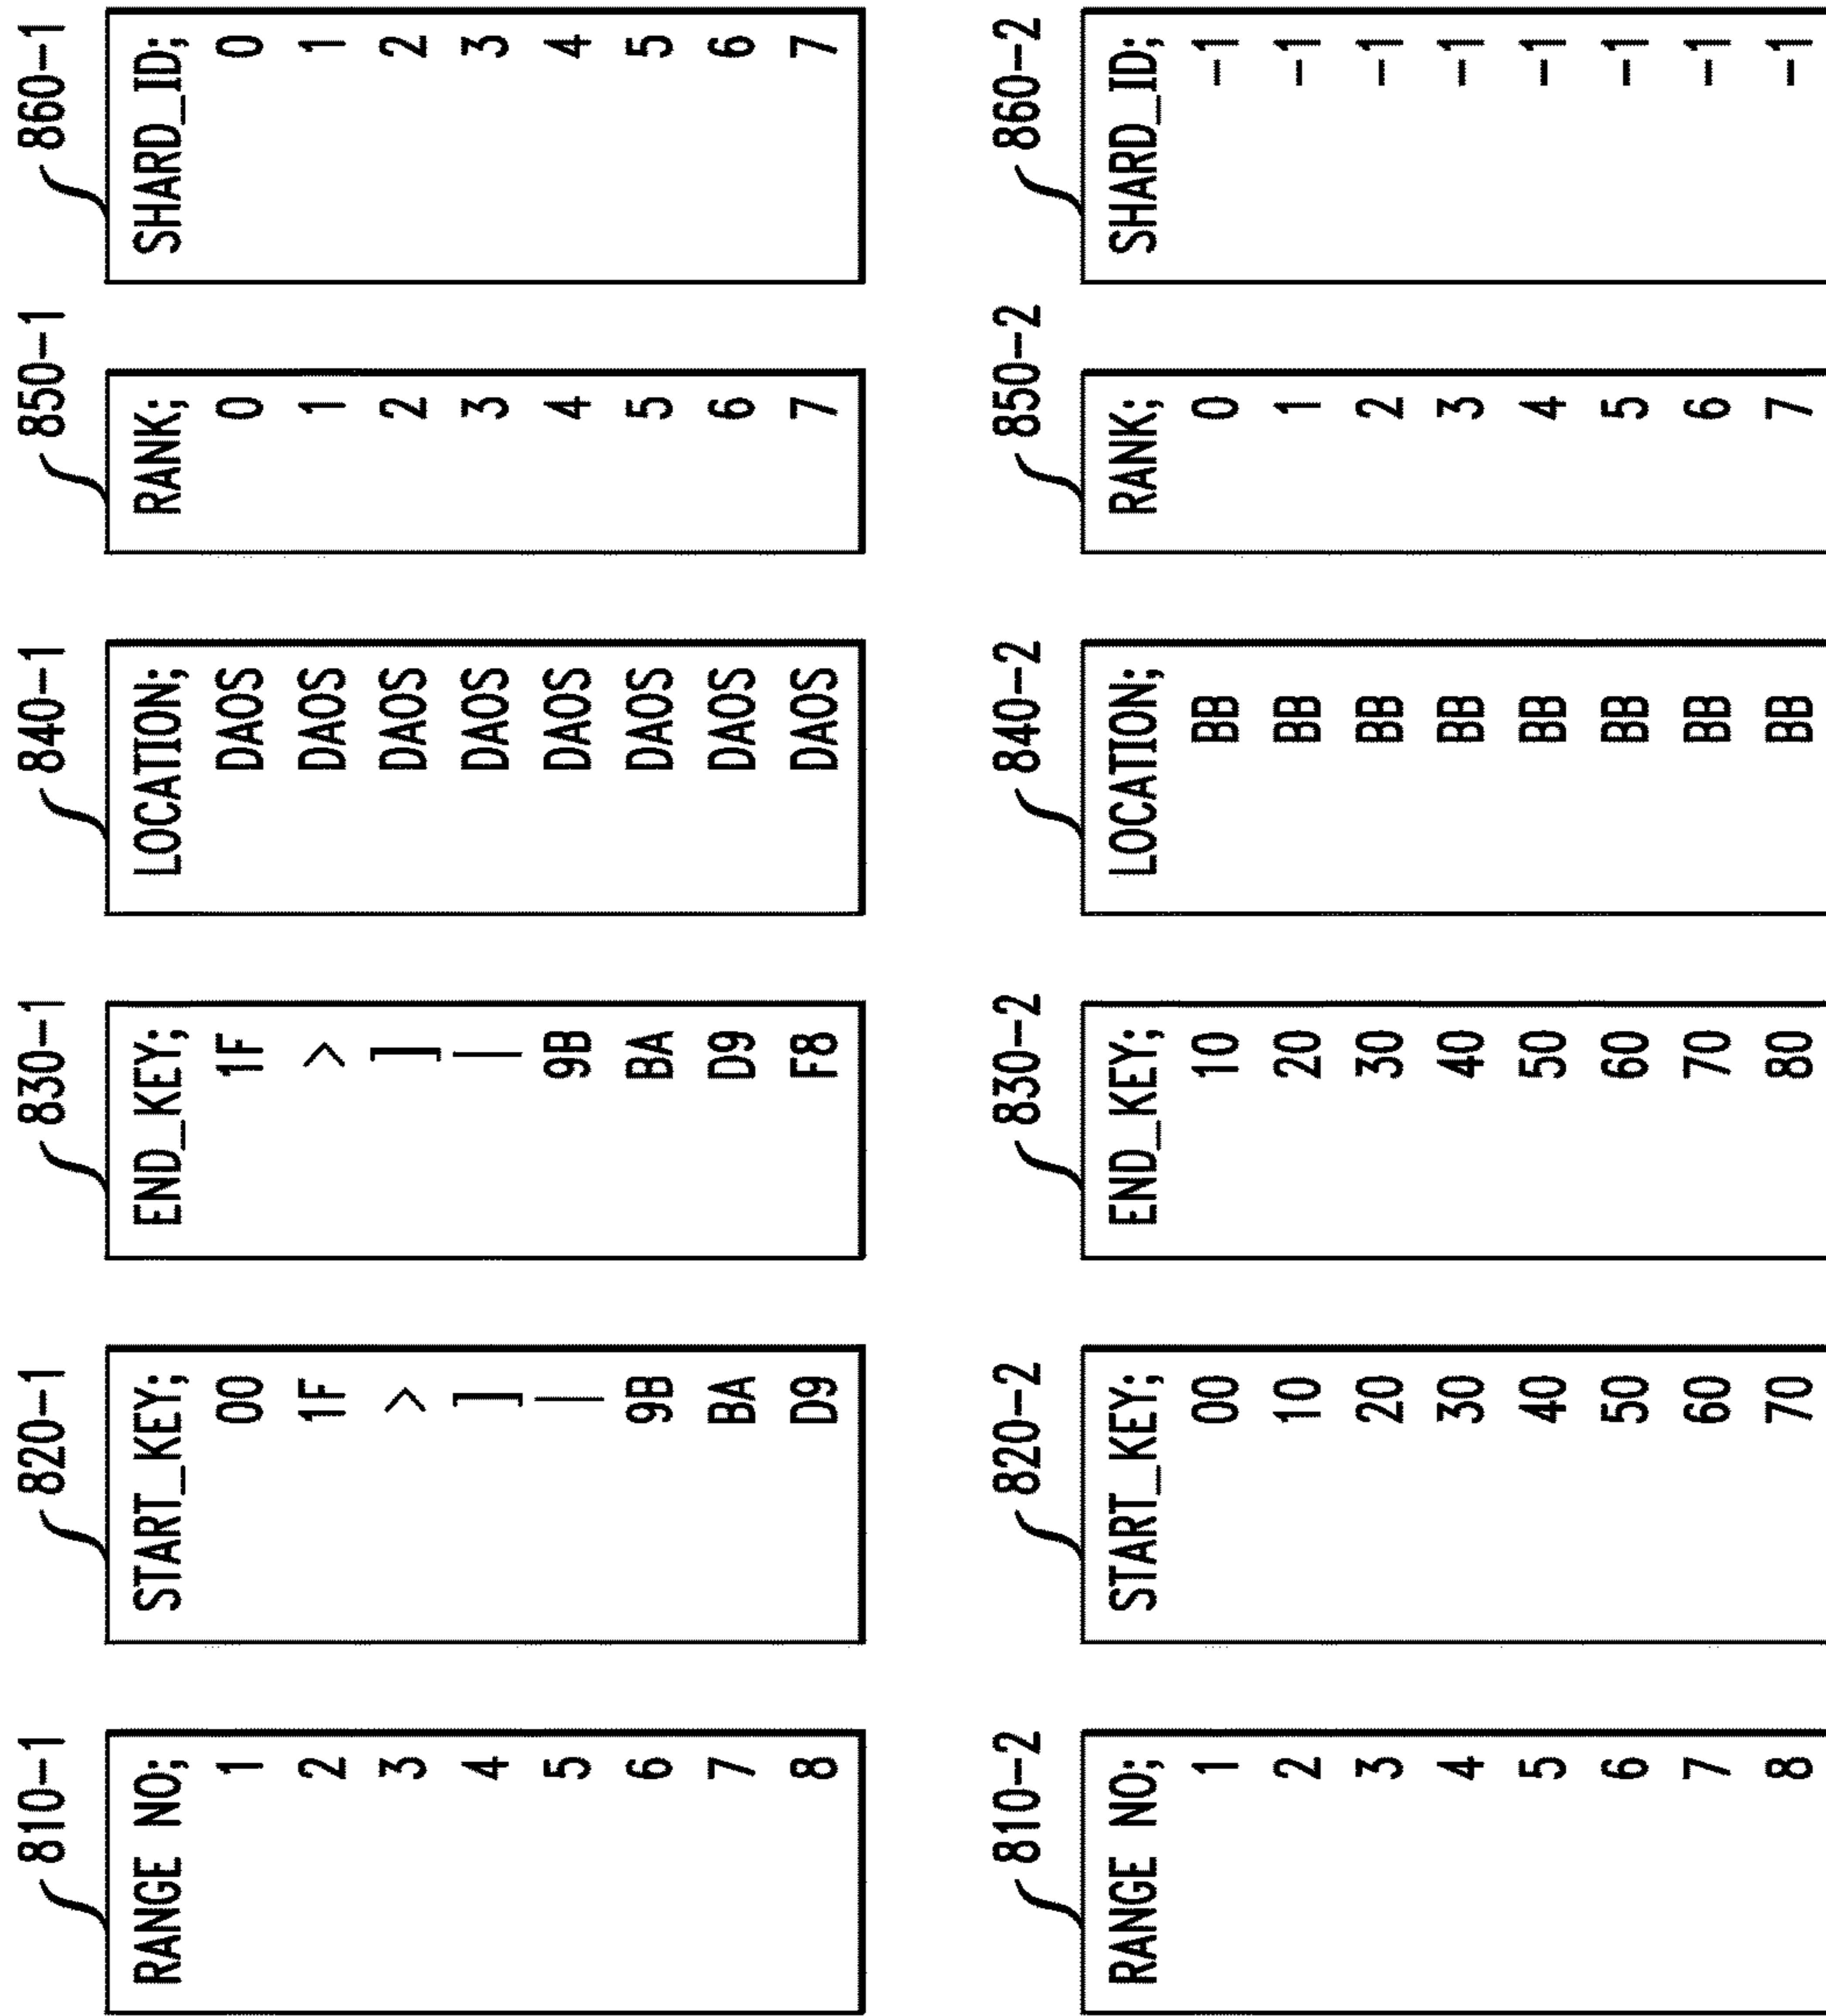 810-1 820-1 830-1 840-1 850-1 860-1
RANGE NO; START_KEY; END_KEY; LOCATION; RANK; SHARD_ID;
1 00 1F DAOS 0 0
2 1F > DAOS 1 1
3 > ] DAOS 2 2
4 ] | DAOS 3 3
5 | 9B DAOS 4 4
6 9B BA DAOS 5 5
7 BA D9 DAOS 6 6
8 D9 F8 DAOS 7 7
810-2 820-2 830-2 840-2 850-2 860-2
RANGE NO; START_KEY; END_KEY; LOCATION; RANK; SHARD_ID;
1 00 10 BB 0 -1
2 10 20 BB 1 -1
3 20 30 BB 2 -1
4 30 40 BB 3 -1
5 40 50 BB 4 -1
6 50 60 BB 5 -1
7 60 70 BB 6 -1
8 70 80 BB 7 -1